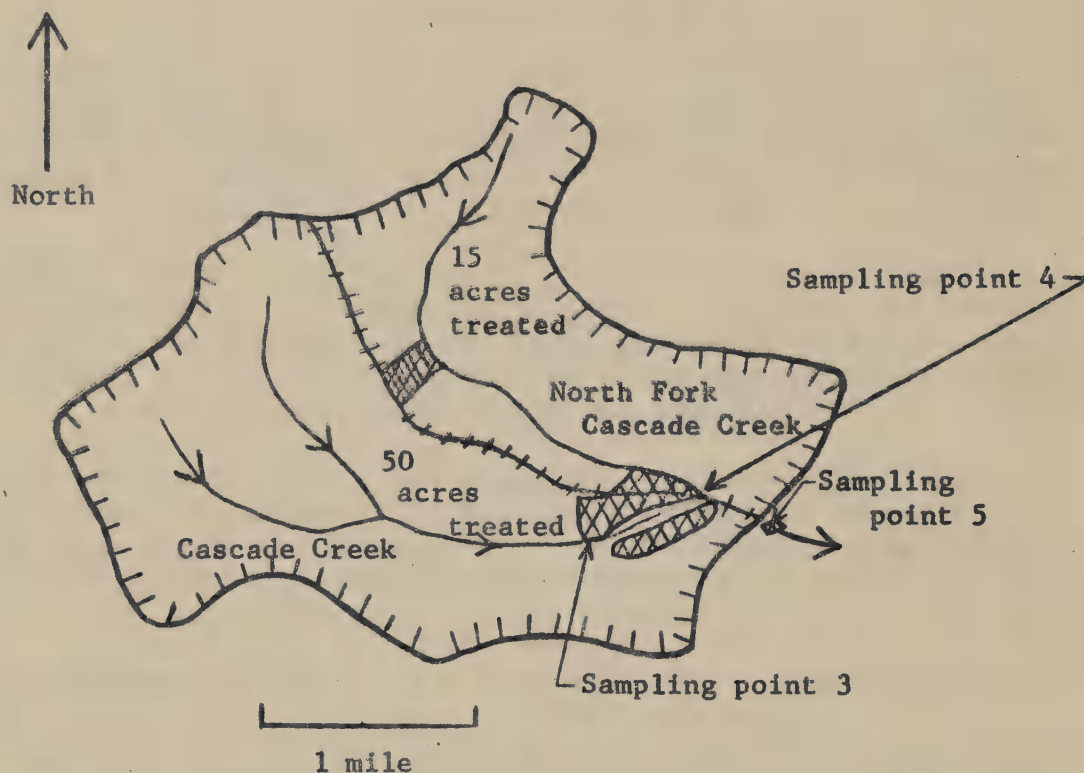 North
15
acres
treated
Sampling point 4
North Fork
Cascade Creek
50
acres
treated
Sampling
point 5
Cascade Creek
Sampling point 3
1 mile